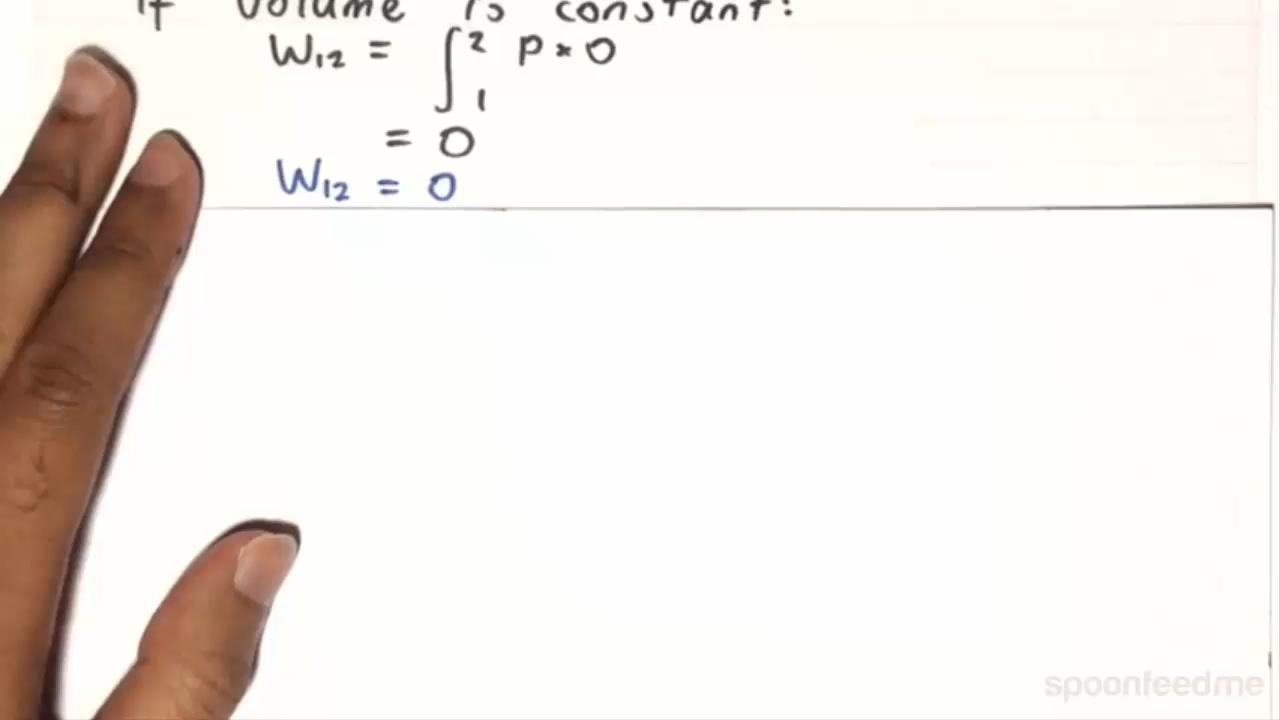 If volume is constant:
W₁₂ = ∫₁² P × 0
= 0
W₁₂ = 0
spoonfeedme